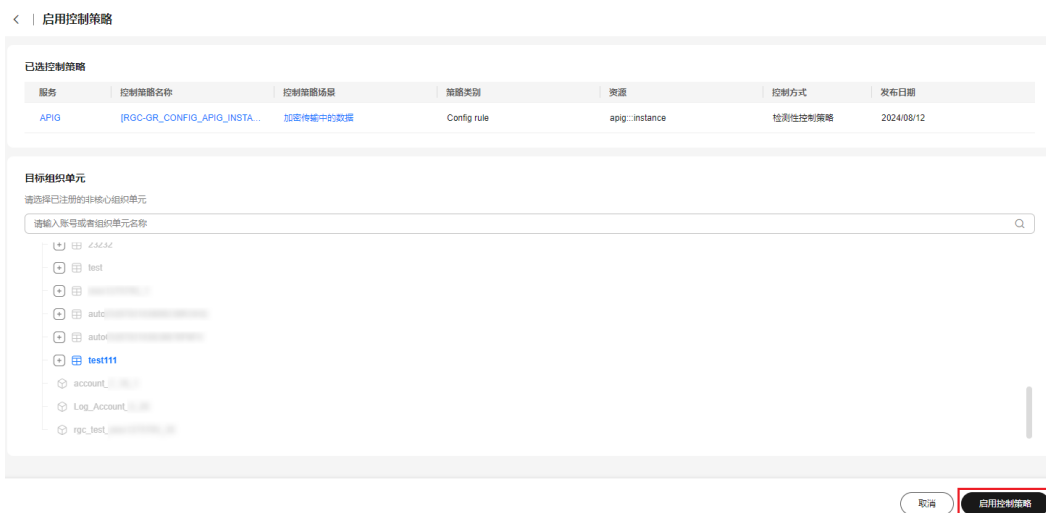 启用控制策略
已选控制策略
服务 控制策略名称 控制策略场景 策略类别 资源 控制方式 发布日期
APIG [RGC-GR_CONFIG_APIG_INSTA... 加密传输中的数据 Config rule apig:::instance 检测性控制策略 2024/08/12
目标组织单元
请选择已注册的非核心组织单元
请输入账号或者组织单元名称
23232
test
auto
auto
test111
account_
Log_Account_
rgc_test_
取消 启用控制策略